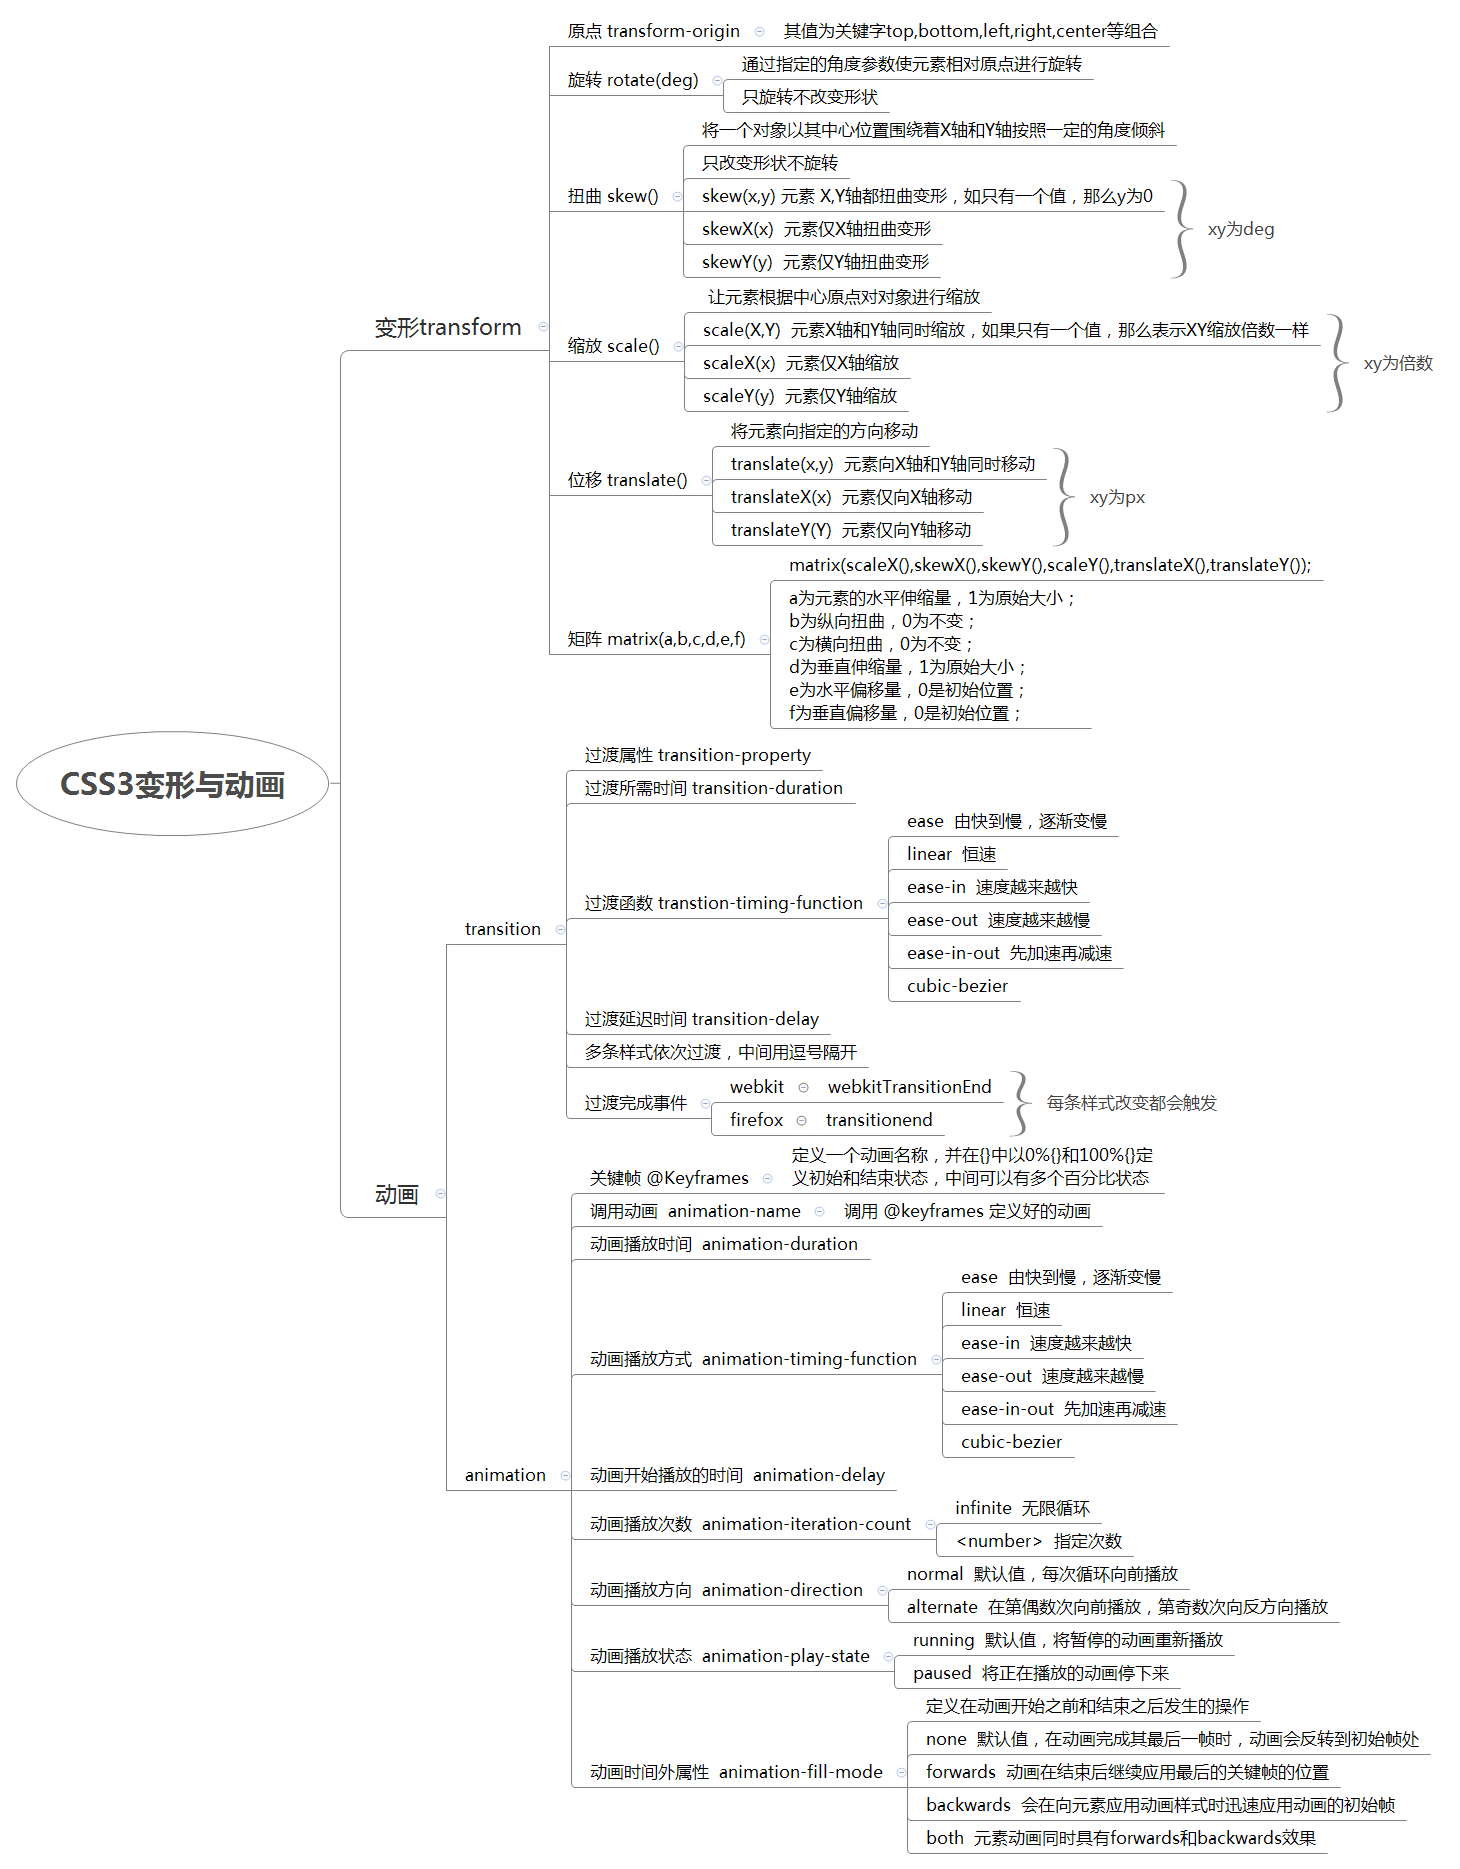 CSS3变形与动画
变形transform
原点 transform-origin
其值为关键字top,bottom,left,right,center等组合
旋转 rotate(deg)
通过指定的角度参数使元素相对原点进行旋转
只旋转不改变形状
扭曲 skew()
将一个对象以其中心位置围绕着X轴和Y轴按照一定的角度倾斜
只改变形状不旋转
skew(x,y) 元素 X,Y轴都扭曲变形，如只有一个值，那么y为0
skewX(x) 元素仅X轴扭曲变形
skewY(y) 元素仅Y轴扭曲变形
xy为deg
缩放 scale()
让元素根据中心原点对对象进行缩放
scale(X,Y) 元素X轴和Y轴同时缩放，如果只有一个值，那么表示XY缩放倍数一样
scaleX(x) 元素仅X轴缩放
scaleY(y) 元素仅Y轴缩放
xy为倍数
位移 translate()
将元素向指定的方向移动
translate(x,y) 元素向X轴和Y轴同时移动
translateX(x) 元素仅向X轴移动
translateY(Y) 元素仅向Y轴移动
xy为px
矩阵 matrix(a,b,c,d,e,f)
matrix(scaleX(),skewX(),skewY(),scaleY(),translateX(),translateY());
a为元素的水平伸缩量，1为原始大小；
b为纵向扭曲，0为不变；
c为横向扭曲，0为不变；
d为垂直伸缩量，1为原始大小；
e为水平偏移量，0是初始位置；
f为垂直偏移量，0是初始位置；
动画
transition
过渡属性 transition-property
过渡所需时间 transition-duration
过渡函数 transtion-timing-function
ease 由快到慢，逐渐变慢
linear 恒速
ease-in 速度越来越快
ease-out 速度越来越慢
ease-in-out 先加速再减速
cubic-bezier
过渡延迟时间 transition-delay
多条样式依次过渡，中间用逗号隔开
过渡完成事件
webkit
webkitTransitionEnd
firefox
transitionend
每条样式改变都会触发
animation
关键帧 @Keyframes
定义一个动画名称，并在{}中以0%{}和100%{}定
义初始和结束状态，中间可以有多个百分比状态
调用动画 animation-name
调用 @keyframes 定义好的动画
动画播放时间 animation-duration
动画播放方式 animation-timing-function
ease 由快到慢，逐渐变慢
linear 恒速
ease-in 速度越来越快
ease-out 速度越来越慢
ease-in-out 先加速再减速
cubic-bezier
动画开始播放的时间 animation-delay
动画播放次数 animation-iteration-count
infinite 无限循环
<number> 指定次数
动画播放方向 animation-direction
normal 默认值，每次循环向前播放
alternate 在第偶数次向前播放，第奇数次向反方向播放
动画播放状态 animation-play-state
running 默认值，将暂停的动画重新播放
paused 将正在播放的动画停下来
动画时间外属性 animation-fill-mode
定义在动画开始之前和结束之后发生的操作
none 默认值，在动画完成其最后一帧时，动画会反转到初始帧处
forwards 动画在结束后继续应用最后的关键帧的位置
backwards 会在向元素应用动画样式时迅速应用动画的初始帧
both 元素动画同时具有forwards和backwards效果